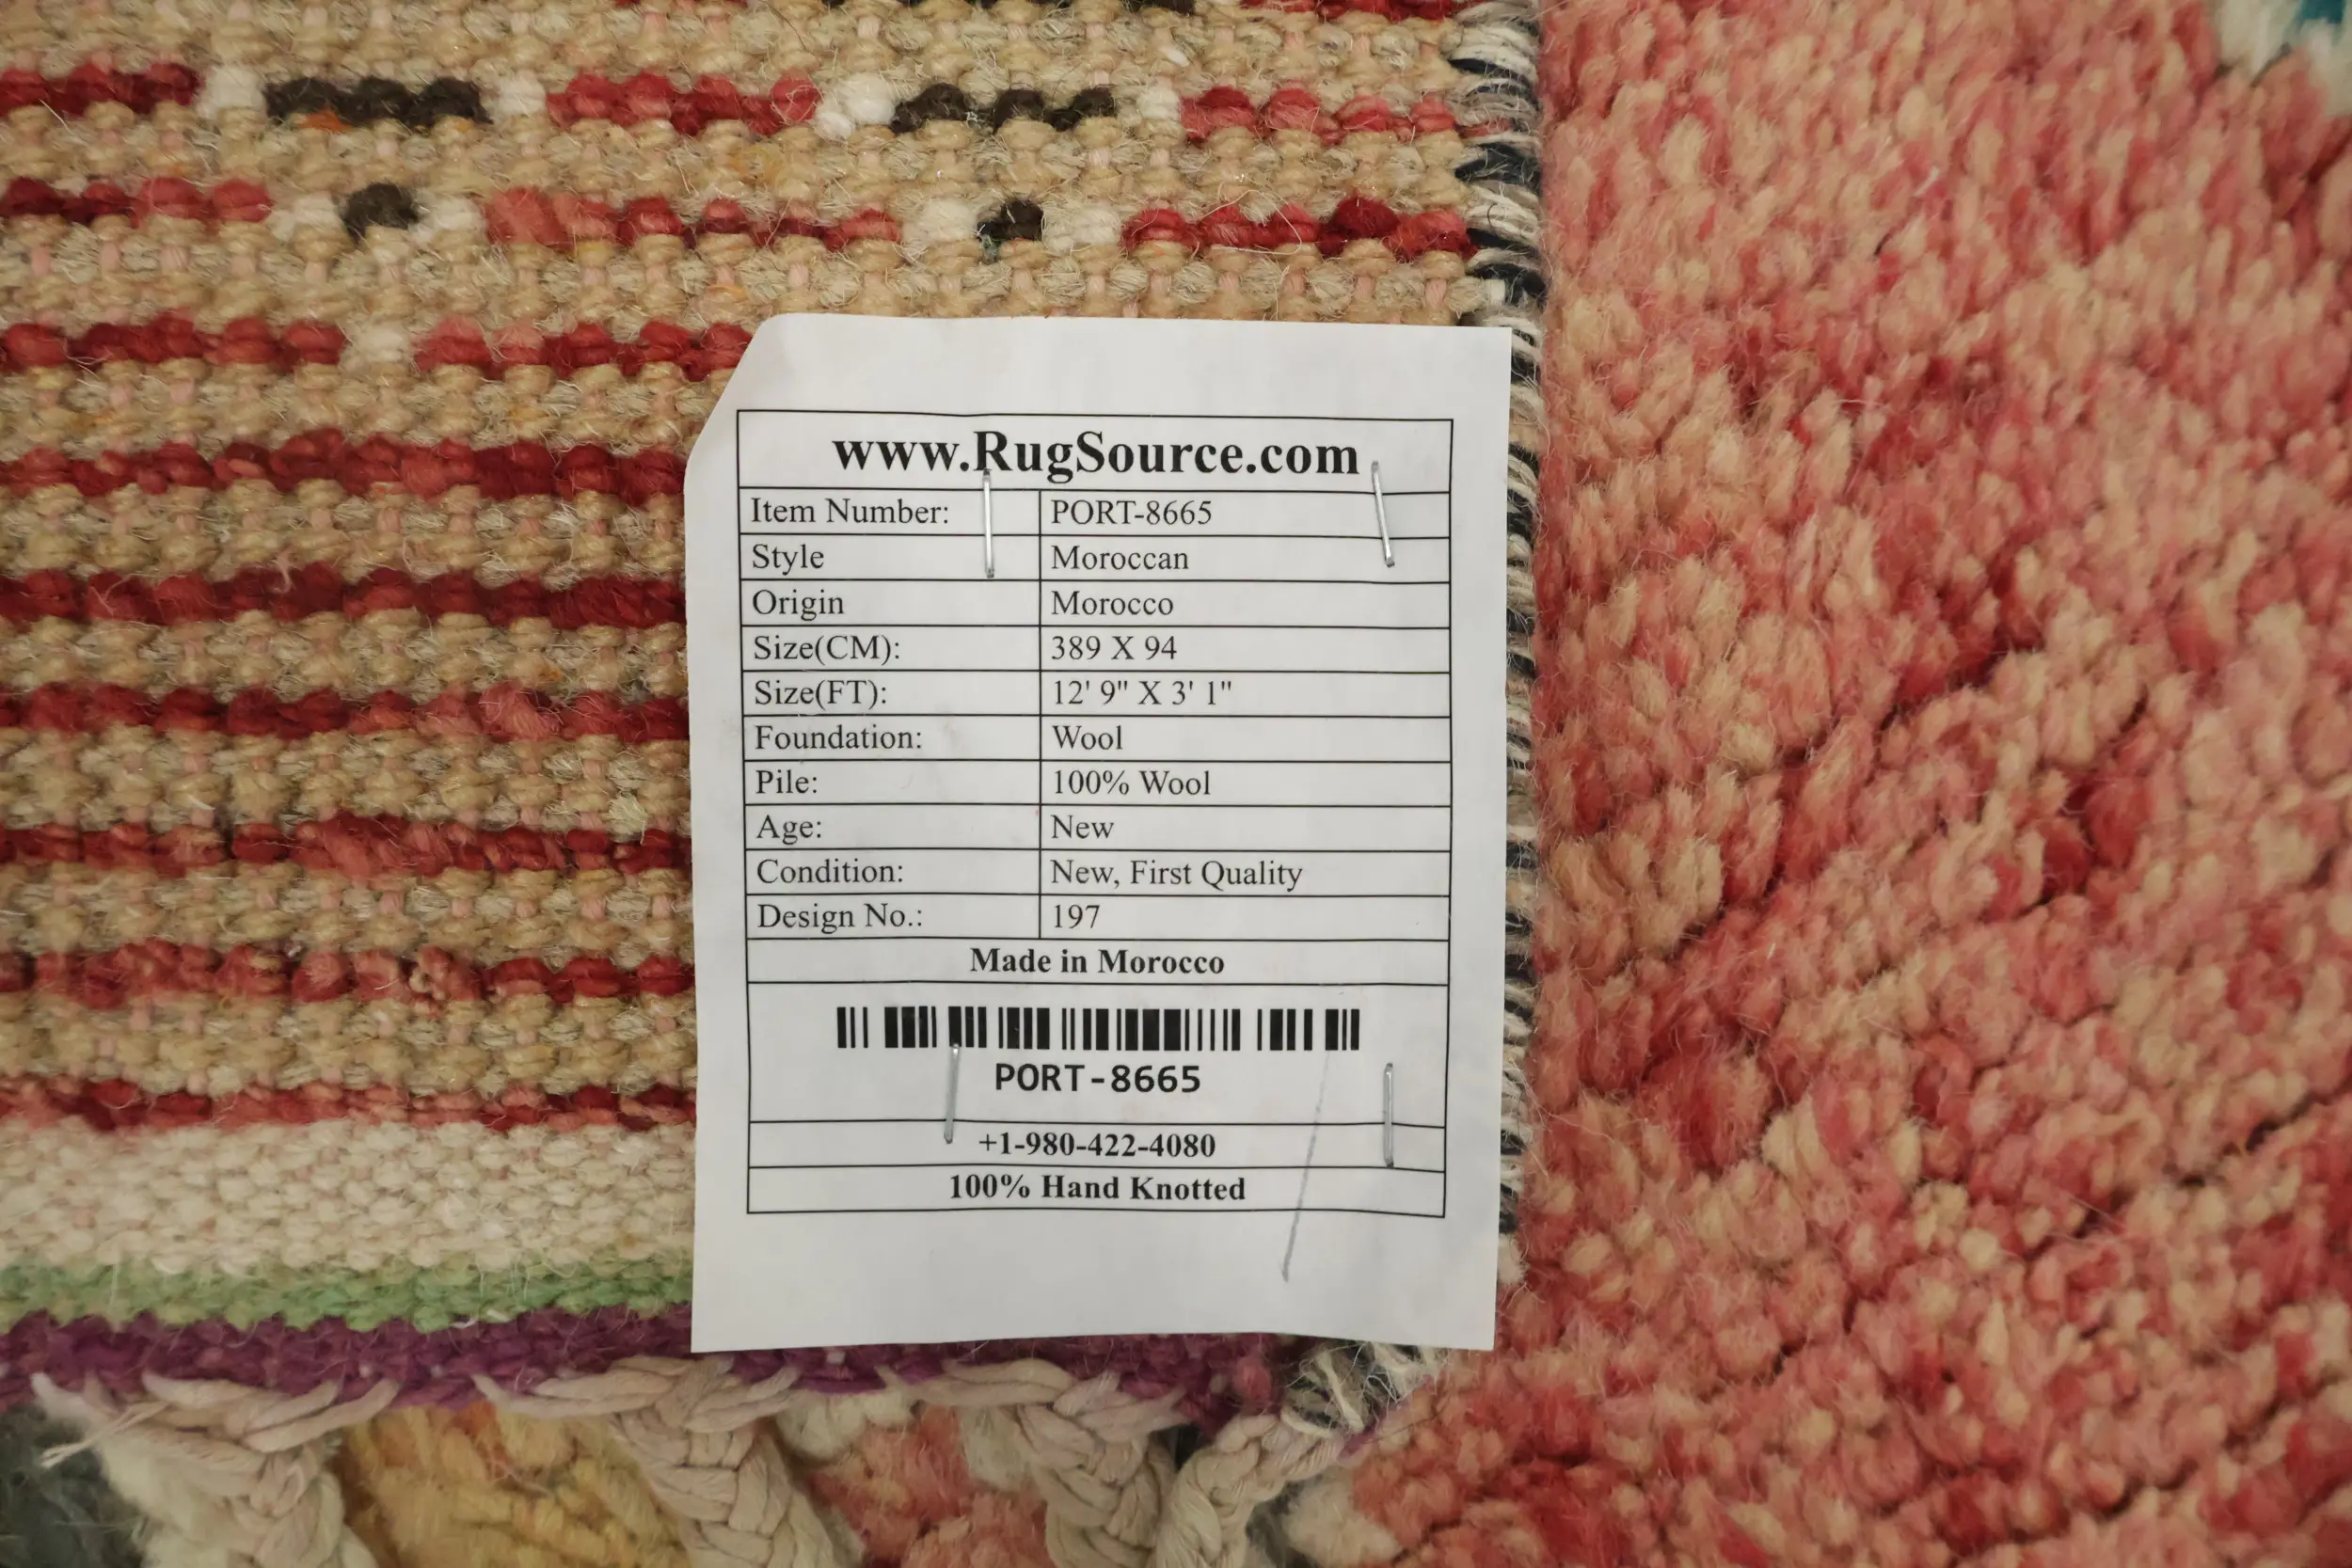 www.RugSource.com
Item Number: PORT-8665
Style Moroccan
Origin Morocco
Size(CM): 389 X 94
Size(FT): 12' 9" X 3' 1"
Foundation: Wool
Pile: 100% Wool
Age: New
Condition: New, First Quality
Design No.: 197
Made in Morocco
PORT-8665
+1-980-422-4080
100% Hand Knotted